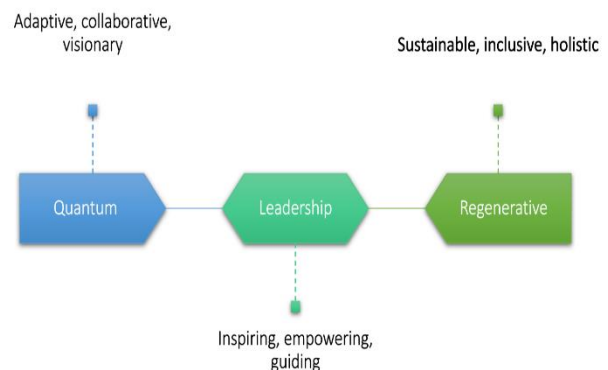 Adaptive, collaborative,
visionary
Sustainable, inclusive, holistic
Quantum
Leadership
Regenerative
Inspiring, empowering,
guiding